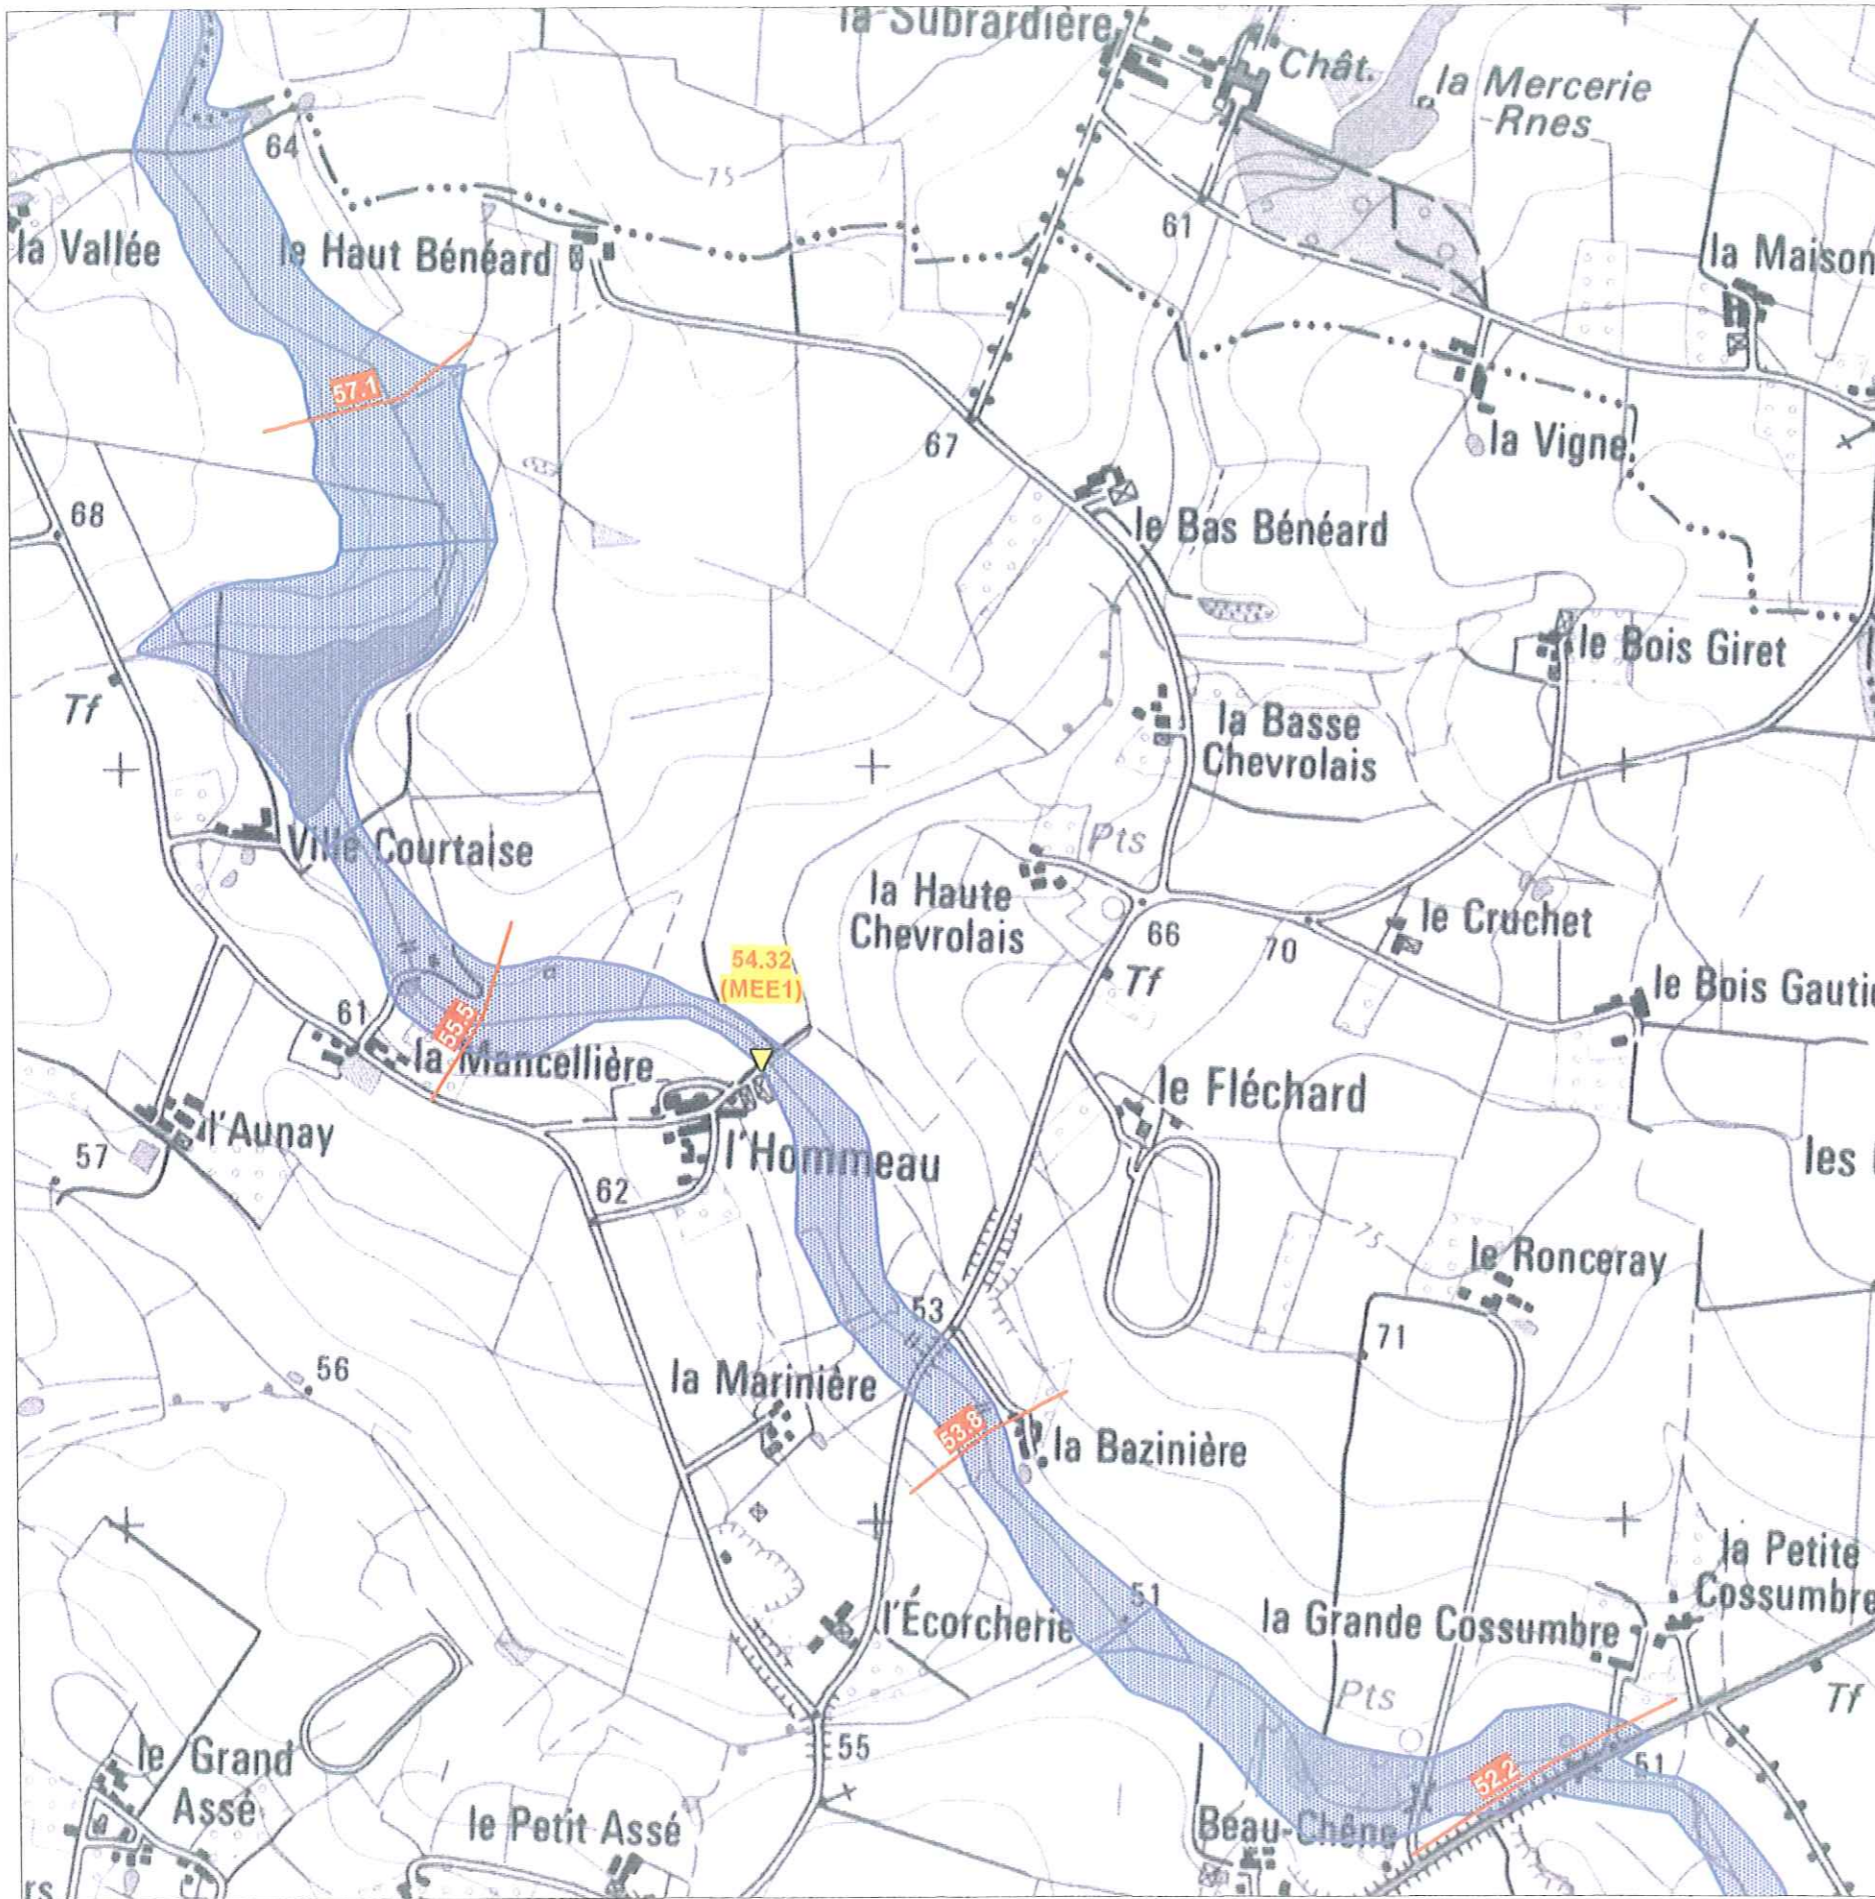 la Subrardière
Chât.
la Mercerie
-Rnes
64
75
61
la Vallée
le Haut Bénéard
la Maison
57.1
67
la Vigne
68
le Bas Bénéard
le Bois Giret
Tf
la Basse
Chevrolais
Ville Courtaise
Pts
la Haute
Chevrolais
le Cruchet
66
70
54.32
(MEE1)
Tf
le Bois Gautie
61
55.5
la Mancellière
le Fléchard
l'Aunay
57
l'Hommeau
les
62
75
le Ronceray
53
71
56
la Marinière
53.8
la Bazinière
la Petite
Cossumbre
51
l'Écorcherie
la Grande Cossumbre
Pts
Tf
55
51
52.2
le Grand
Assé
le Petit Assé
Beau-Chêne
rs